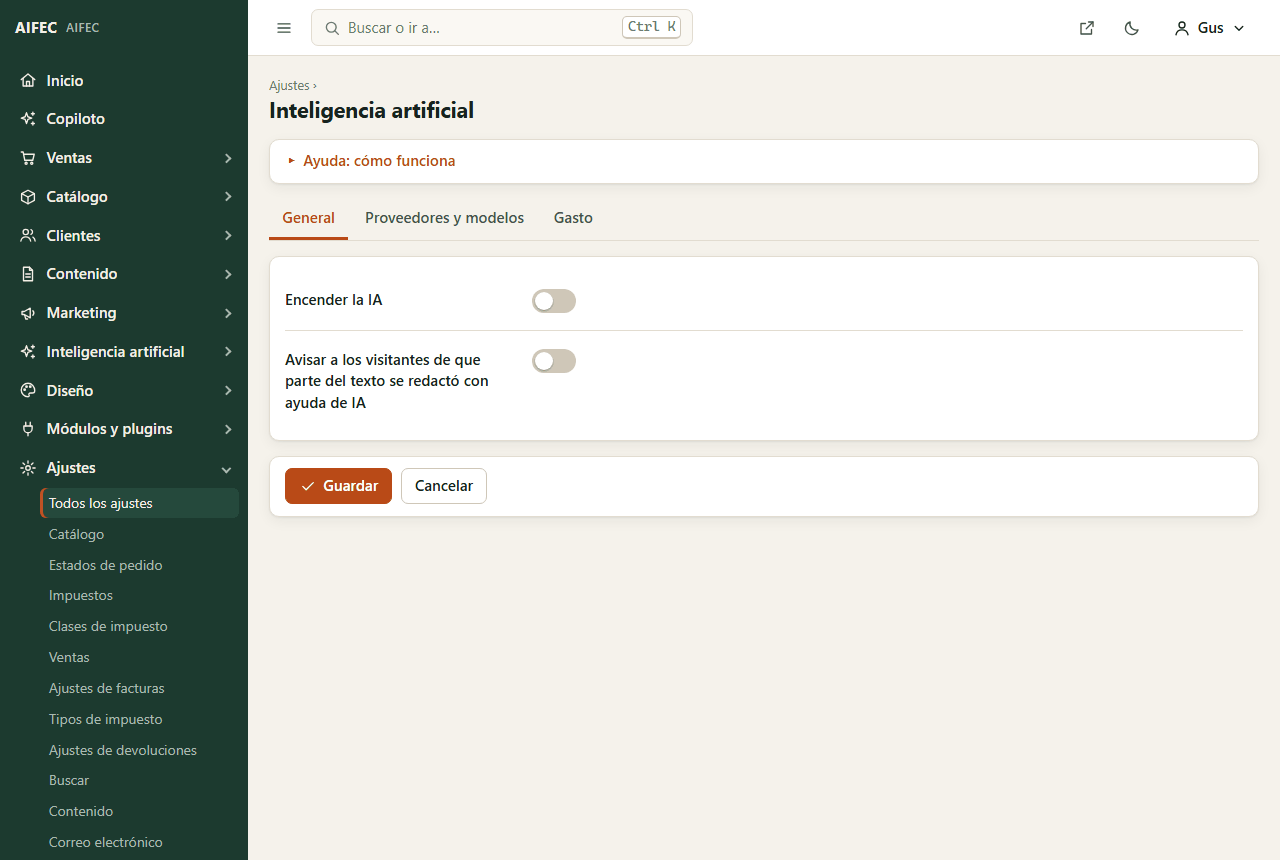 AIFEC AIFEC
Buscar o ir a...
Ctrl K
Gus
Inicio
Copiloto
Ventas
Catálogo
Clientes
Contenido
Marketing
Inteligencia artificial
Diseño
Módulos y plugins
Ajustes
Todos los ajustes
Catálogo
Estados de pedido
Impuestos
Clases de impuesto
Ventas
Ajustes de facturas
Tipos de impuesto
Ajustes de devoluciones
Buscar
Contenido
Correo electrónico
Ajustes ›
Inteligencia artificial
Ayuda: cómo funciona
General
Proveedores y modelos
Gasto
Encender la IA
Avisar a los visitantes de que
parte del texto se redactó con
ayuda de IA
Guardar
Cancelar